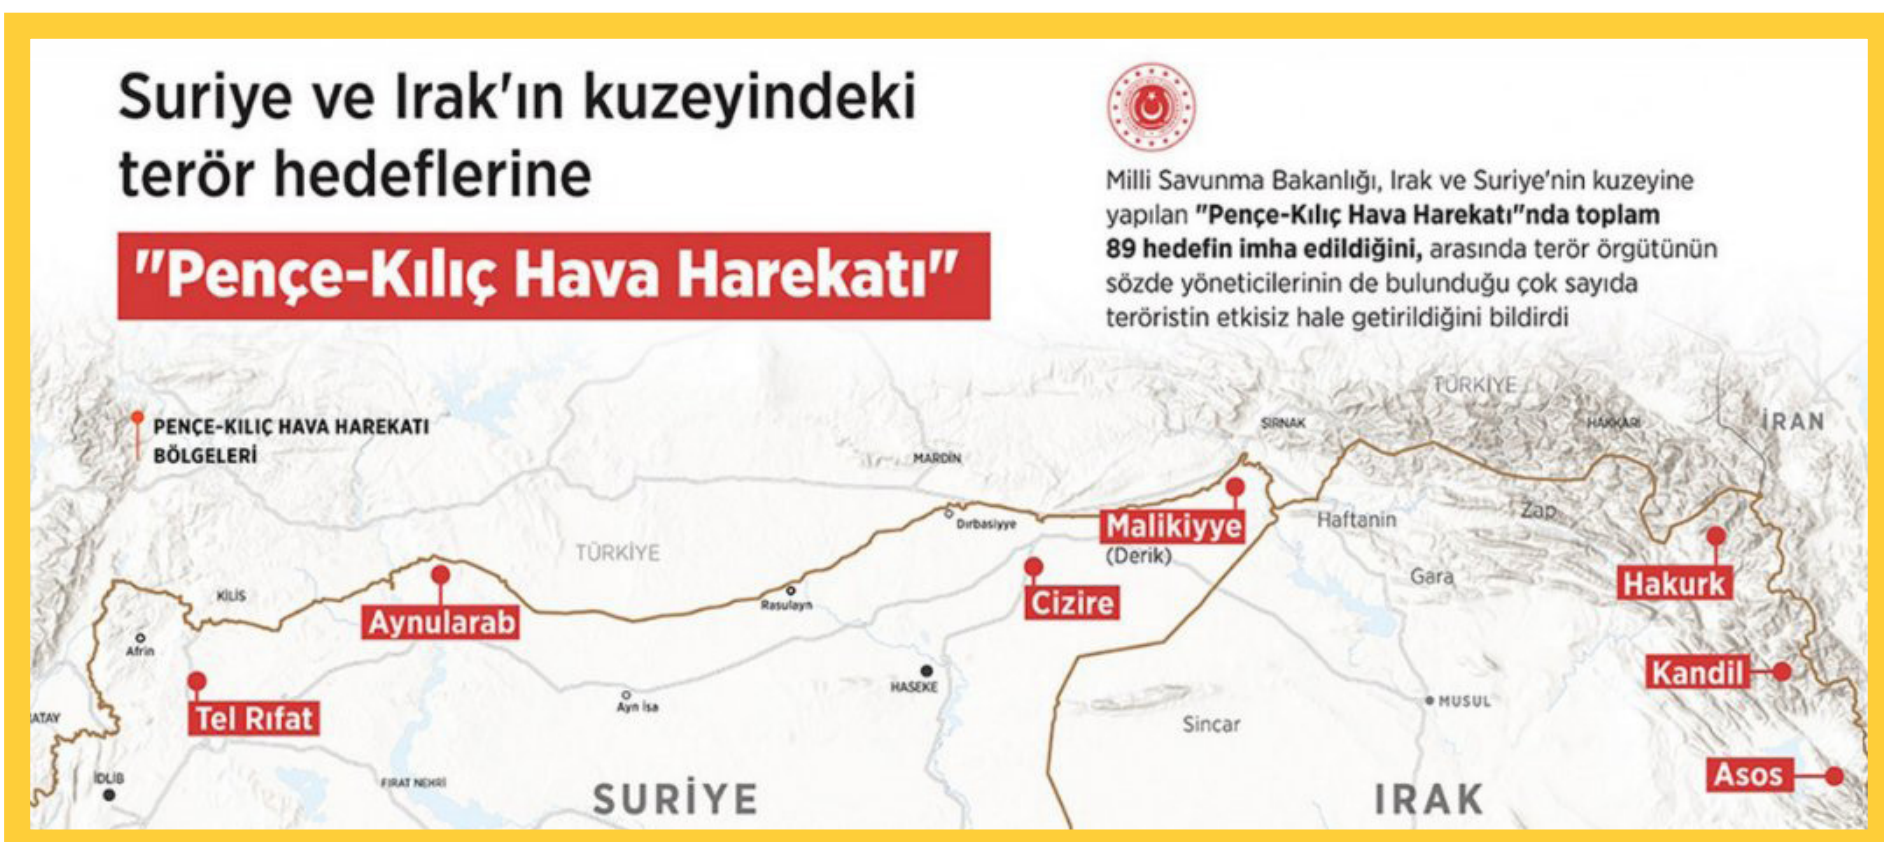 Suriye ve Irak'ın kuzeyindeki
terör hedeflerine
"Pençe-Kılıç Hava Harekatı"
Milli Savunma Bakanlığı, Irak ve Suriye'nin kuzeyine
yapılan "Pençe-Kılıç Hava Harekatı"nda toplam
89 hedefin imha edildiğini, arasında terör örgütünün
sözde yöneticilerinin de bulunduğu çok sayıda
teröristin etkisiz hale getirildiğini bildirdi
PENÇE-KILIÇ HAVA HAREKATI
BÖLGELERİ
TÜRKİYE
ŞIRNAK
HAKKARİ
İRAN
MARDİN
Dırbasiyye
Malikiyye
(Derik)
Haftanin
Zap
TÜRKİYE
KİLİS
Aynularab
Rasulayn
Cizire
Gara
Hakurk
Afrin
Tel Rıfat
Ayn İsa
HASEKE
Kandil
MUSUL
ATAY
Sincar
İDLİB
FIRAT NEHRİ
SURİYE
IRAK
Asos